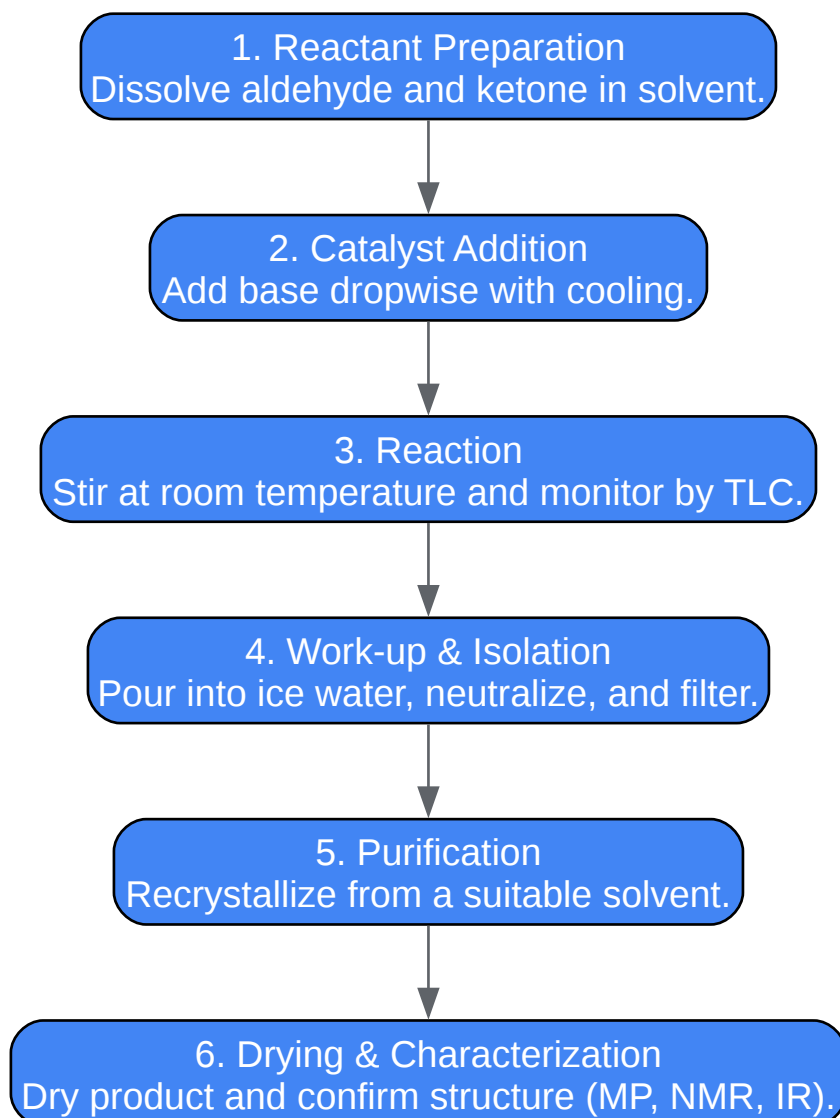 1. Reactant Preparation
Dissolve aldehyde and ketone in solvent.
2. Catalyst Addition
Add base dropwise with cooling.
3. Reaction
Stir at room temperature and monitor by TLC.
4. Work-up & Isolation
Pour into ice water, neutralize, and filter.
5. Purification
Recrystallize from a suitable solvent.
6. Drying & Characterization
Dry product and confirm structure (MP, NMR, IR).